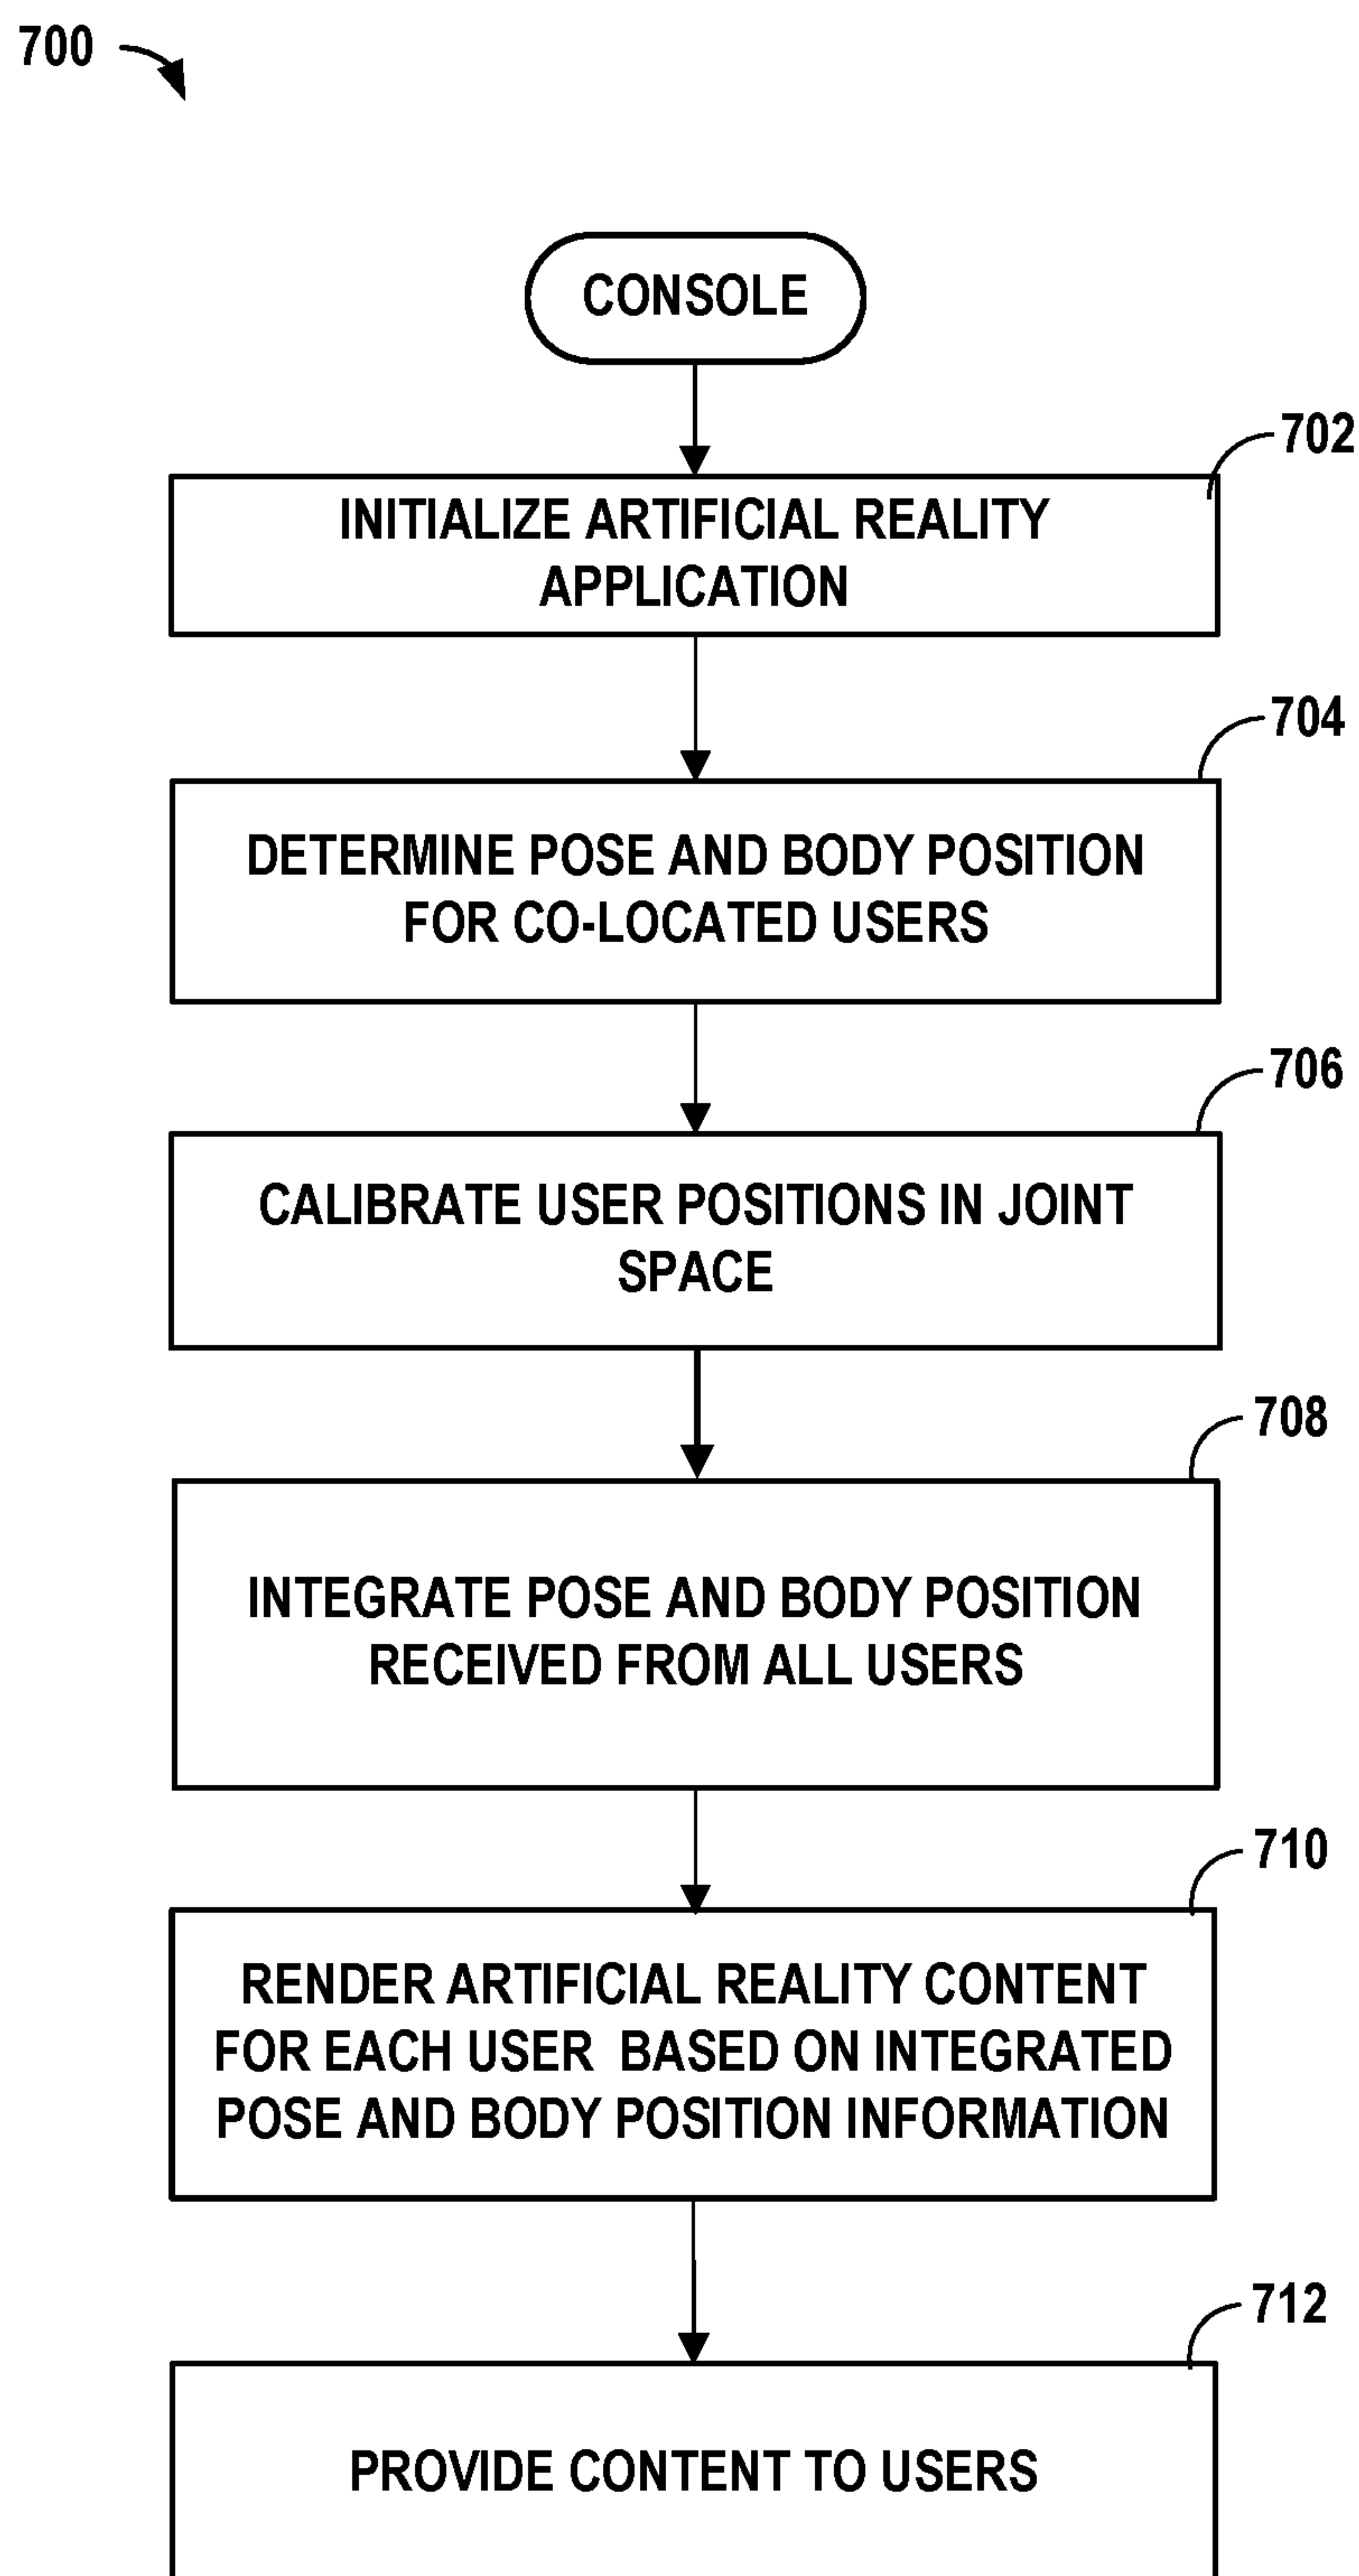 700
CONSOLE
702
INITIALIZE ARTIFICIAL REALITY
APPLICATION
704
DETERMINE POSE AND BODY POSITION
FOR CO-LOCATED USERS
706
CALIBRATE USER POSITIONS IN JOINT
SPACE
708
INTEGRATE POSE AND BODY POSITION
RECEIVED FROM ALL USERS
710
RENDER ARTIFICIAL REALITY CONTENT
FOR EACH USER BASED ON INTEGRATED
POSE AND BODY POSITION INFORMATION
712
PROVIDE CONTENT TO USERS